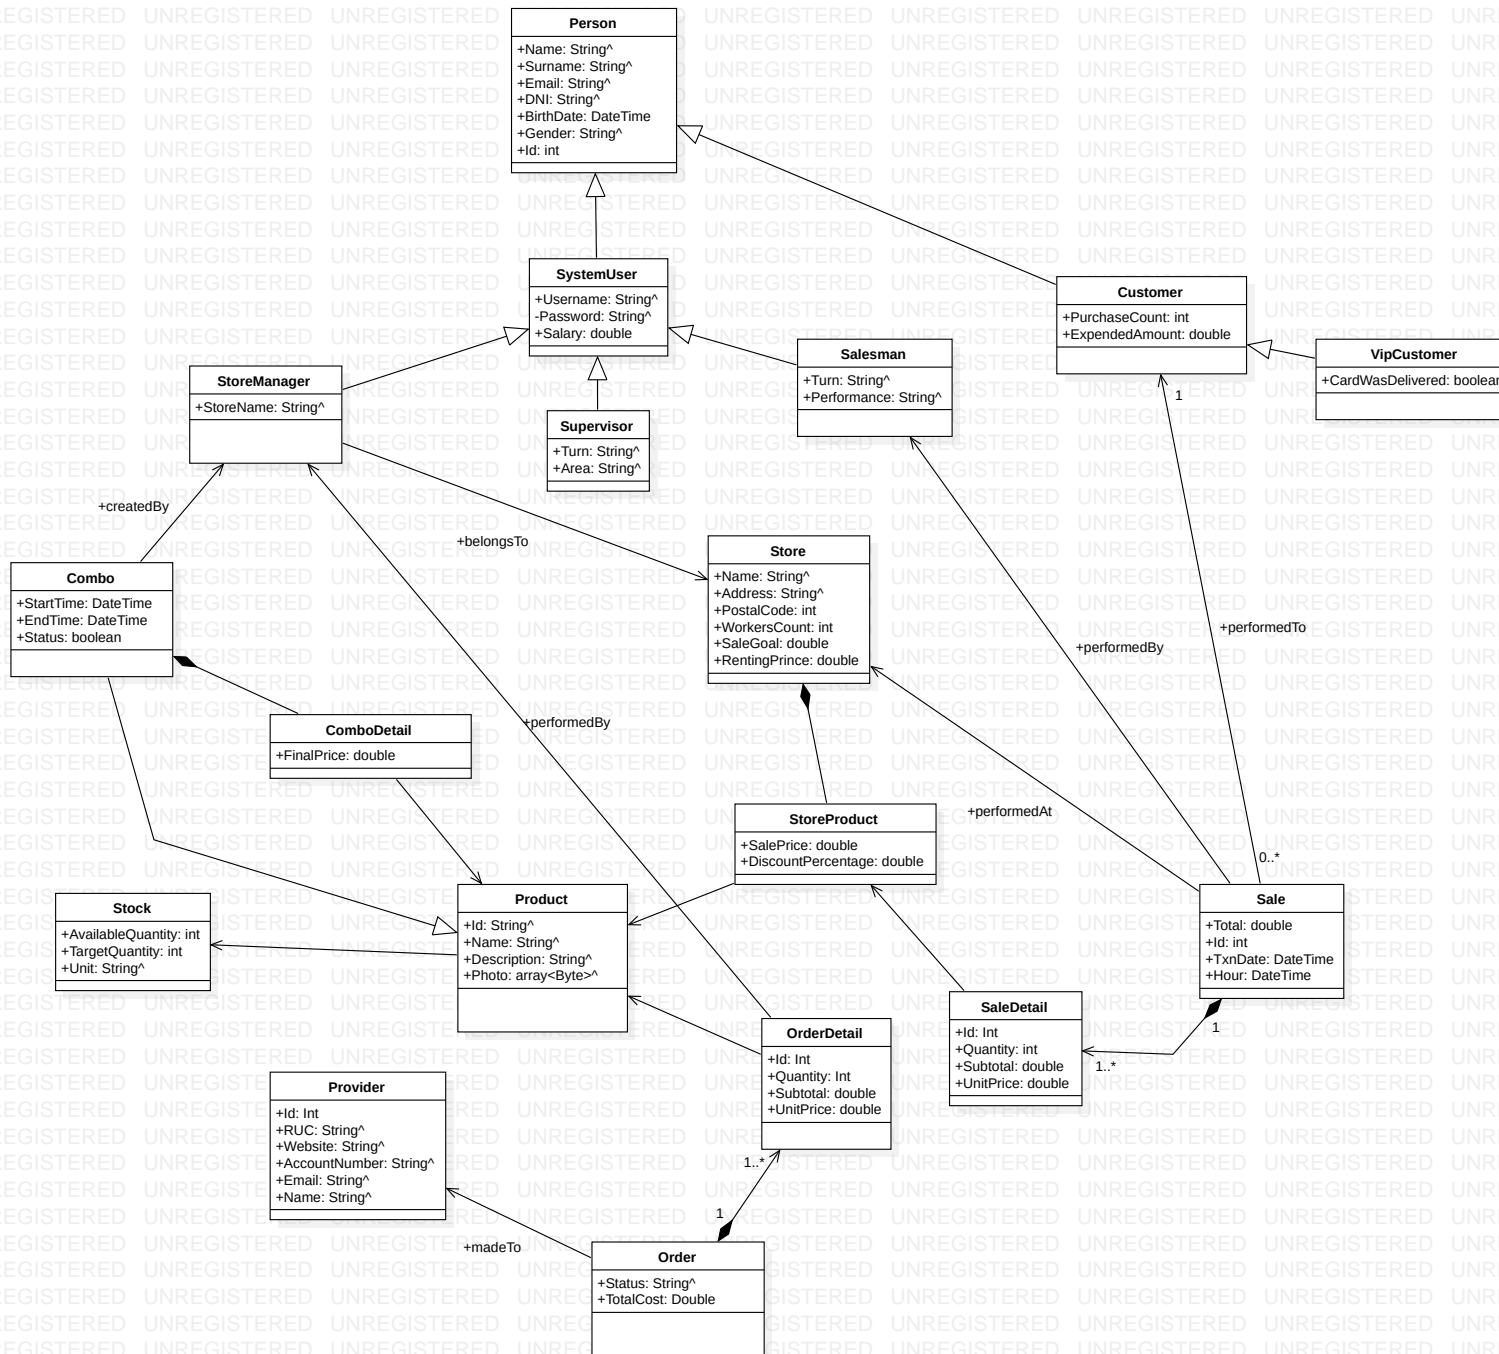 Person
+Name: String^
+Surname: String^
+Email: String^
+DNI: String^
+BirthDate: DateTime
+Gender: String^
+Id: int
SystemUser
+Username: String^
-Password: String^
+Salary: double
Customer
+PurchaseCount: int
+ExpendedAmount: double
VipCustomer
+CardWasDelivered: boolean
1
Salesman
+Turn: String^
+Performance: String^
StoreManager
+StoreName: String^
Supervisor
+Turn: String^
+Area: String^
+createdBy
+belongsTo
Combo
+StartTime: DateTime
+EndTime: DateTime
+Status: boolean
Store
+Name: String^
+Address: String^
+PostalCode: int
+WorkersCount: int
+SaleGoal: double
+RentingPrince: double
+performedTo
+performedBy
ComboDetail
+FinalPrice: double
+performedBy
StoreProduct
+SalePrice: double
+DiscountPercentage: double
+performedAt
0..*
Stock
+AvailableQuantity: int
+TargetQuantity: int
+Unit: String^
Product
+Id: String^
+Name: String^
+Description: String^
+Photo: array<Byte>^
Sale
+Total: double
+Id: int
+TxnDate: DateTime
+Hour: DateTime
1
SaleDetail
+Id: Int
+Quantity: int
+Subtotal: double
+UnitPrice: double
1..*
OrderDetail
+Id: Int
+Quantity: Int
+Subtotal: double
+UnitPrice: double
Provider
+Id: Int
+RUC: String^
+Website: String^
+AccountNumber: String^
+Email: String^
+Name: String^
1..*
1
+madeTo
Order
+Status: String^
+TotalCost: Double
UNREGISTERED